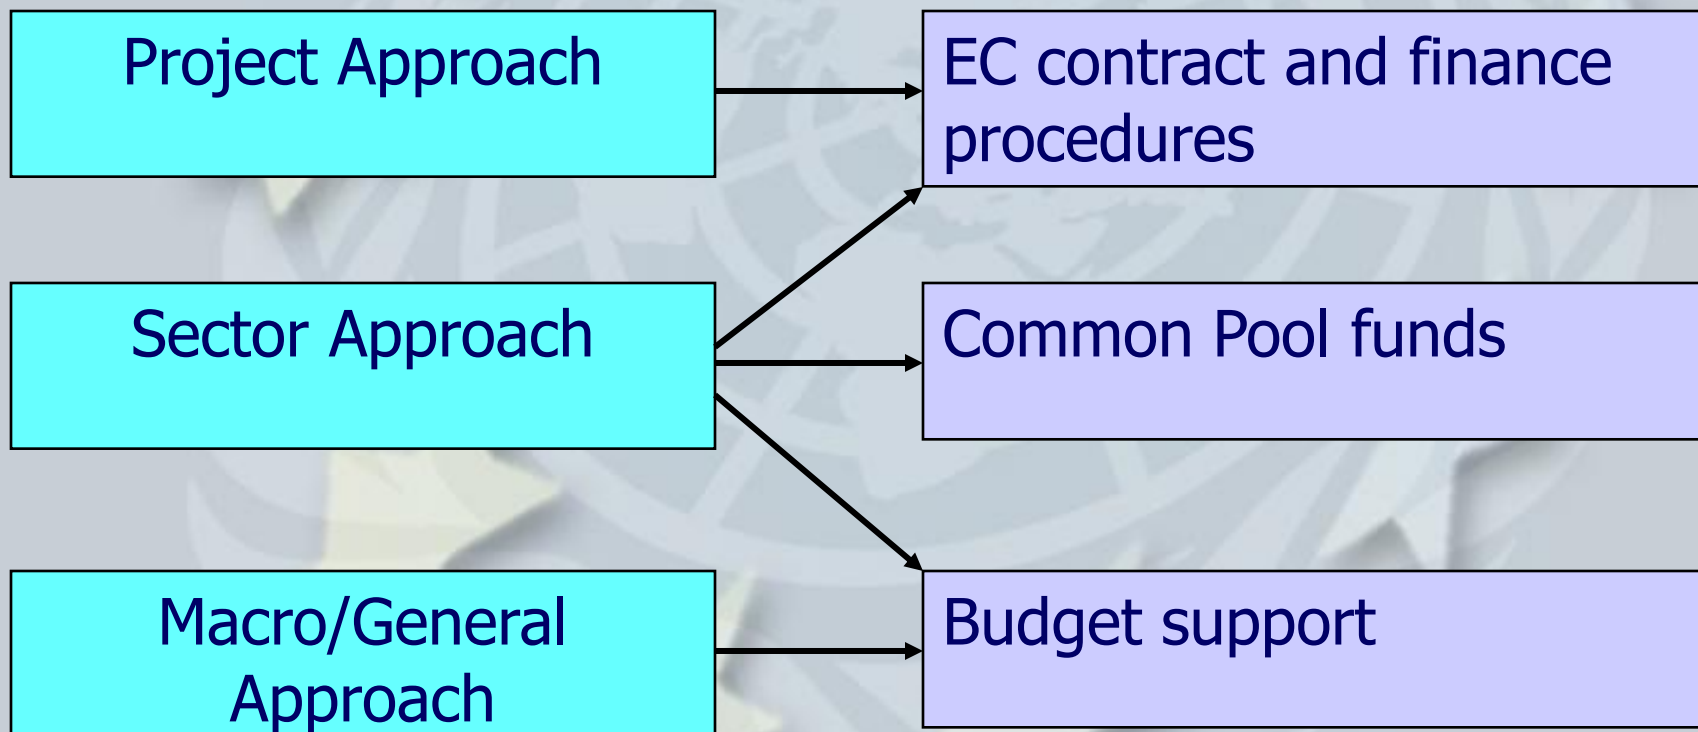 Project Approach
EC contract and finance
procedures
Sector Approach
Common Pool funds
Macro/General
Approach
Budget support